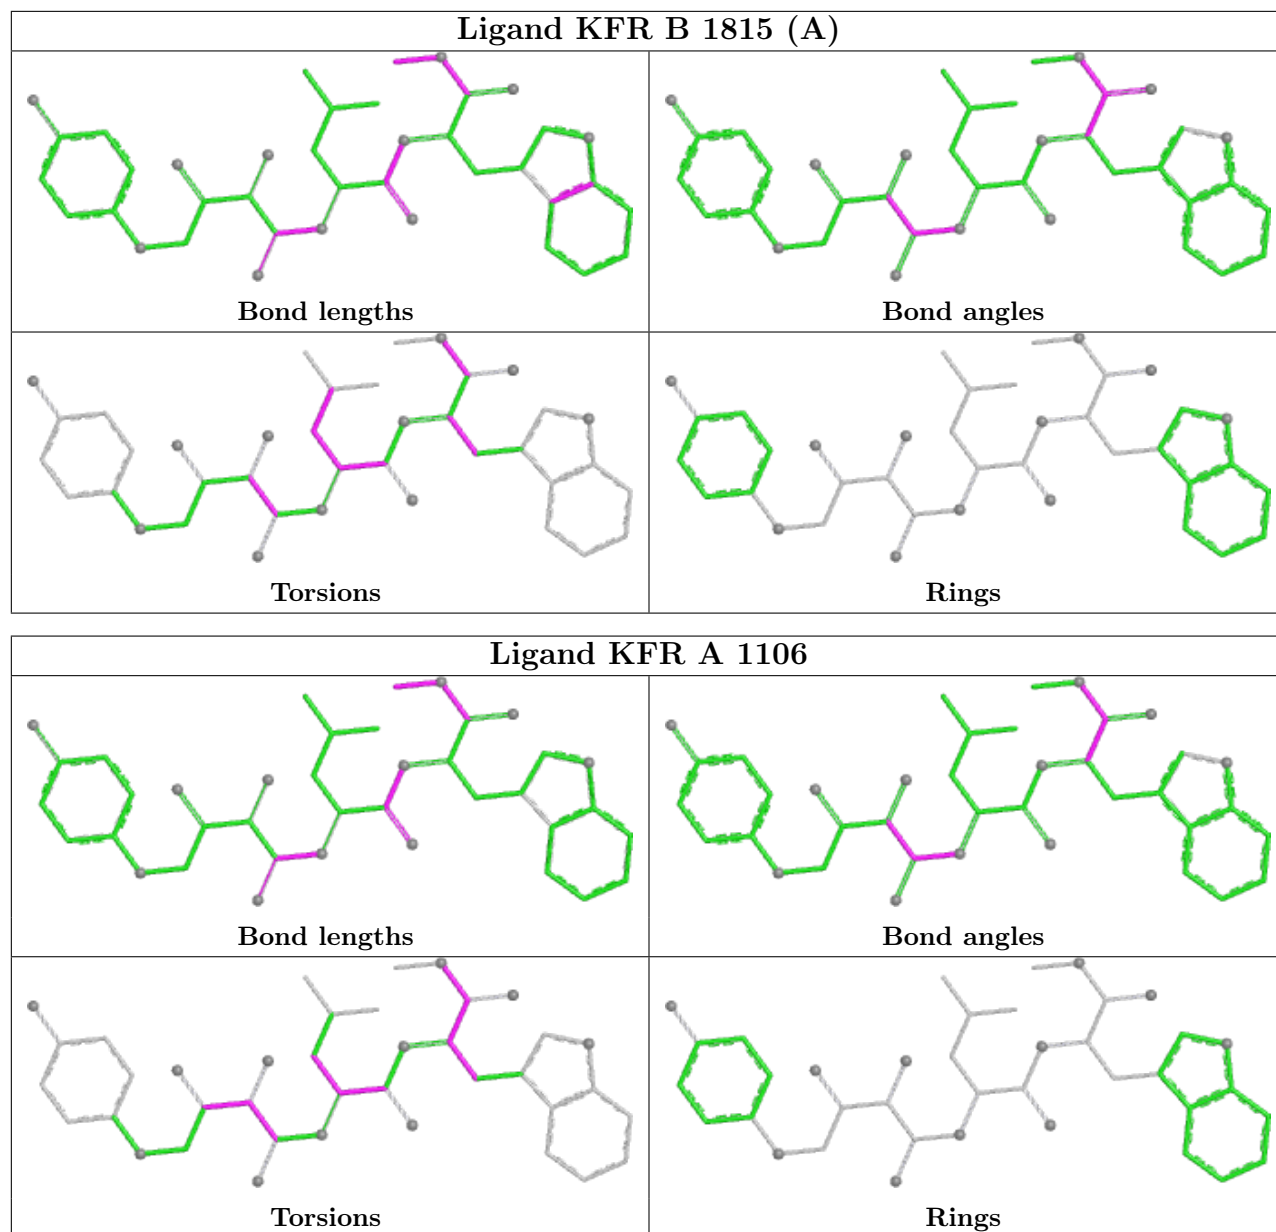 Ligand KFR B 1815 (A)
Bond lengths
Bond angles
Torsions
Rings
Ligand KFR A 1106
Bond lengths
Bond angles
Torsions
Rings